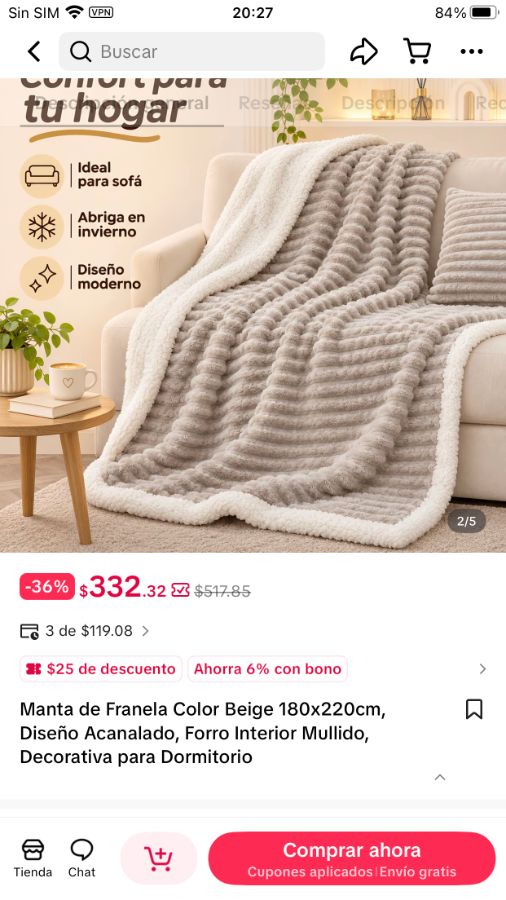 Sin SIM VPN 20:27 84%
Buscar
Confort para
tu hogar
Descripción general Descripción
Ideal
para sofá
Abriga en
invierno
Diseño
moderno
2/5
-36% $332.32 $517.85
3 de $119.08
$25 de descuento Ahorra 6% con bono
Manta de Franela Color Beige 180x220cm,
Diseño Acanalado, Forro Interior Mullido,
Decorativa para Dormitorio
Tienda Chat
Comprar ahora
Cupones aplicados | Envío gratis